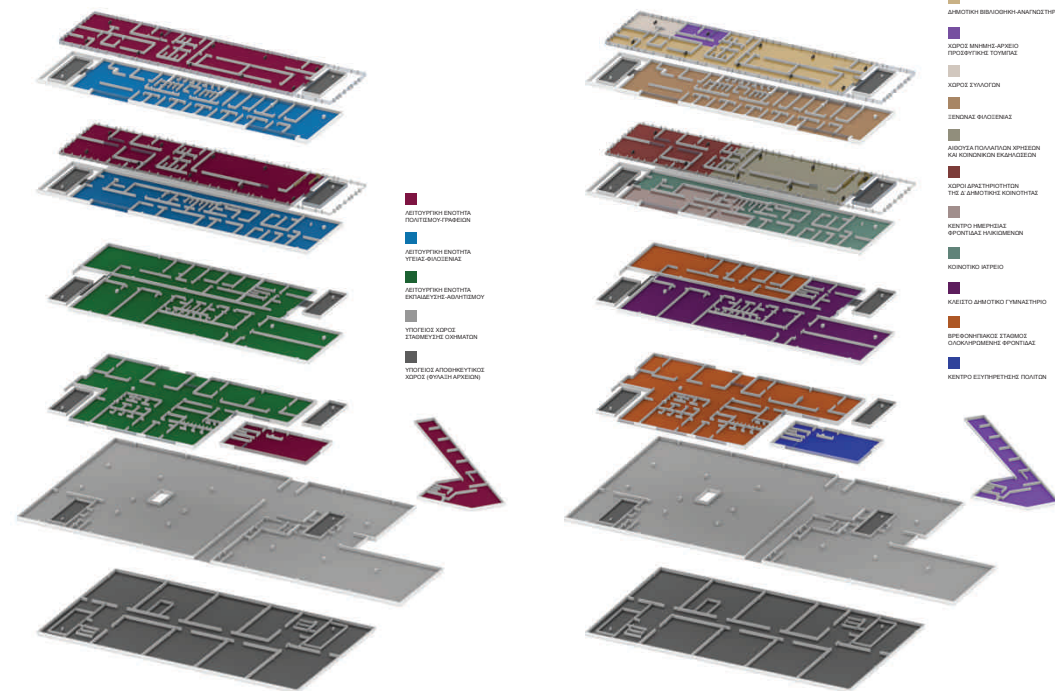 ΛΕΙΤΟΥΡΓΙΚΗ ΕΝΟΤΗΤΑ
ΠΟΛΙΤΙΣΜΟΥ-ΓΡΑΦΕΙΩΝ
ΛΕΙΤΟΥΡΓΙΚΗ ΕΝΟΤΗΤΑ
ΥΓΕΙΑΣ-ΦΙΛΟΞΕΝΙΑΣ
ΛΕΙΤΟΥΡΓΙΚΗ ΕΝΟΤΗΤΑ
ΕΚΠΑΙΔΕΥΣΗΣ-ΑΘΛΗΤΙΣΜΟΥ
ΥΠΟΓΕΙΟΣ ΧΩΡΟΣ
ΣΤΑΘΜΕΥΣΗΣ ΟΧΗΜΑΤΩΝ
ΥΠΟΓΕΙΟΣ ΑΠΟΘΗΚΕΥΤΙΚΟΣ
ΧΩΡΟΣ (ΦΥΛΑΞΗ ΑΡΧΕΙΩΝ)
ΔΗΜΟΤΙΚΗ ΒΙΒΛΙΟΘΗΚΗ-ΑΝΑΓΝΩΣΤΗΡ
ΧΩΡΟΣ ΜΝΗΜΗΣ-ΑΡΧΕΙΟ
ΠΡΟΣΦΥΓΙΚΗΣ ΤΟΥΜΠΑΣ
ΧΩΡΟΣ ΣΥΛΛΟΓΩΝ
ΞΕΝΩΝΑΣ ΦΙΛΟΞΕΝΙΑΣ
ΑΙΘΟΥΣΑ ΠΟΛΛΑΠΛΩΝ ΧΡΗΣΕΩΝ
ΚΑΙ ΚΟΙΝΩΝΙΚΩΝ ΕΚΔΗΛΩΣΕΩΝ
ΧΩΡΟΙ ΔΡΑΣΤΗΡΙΟΤΗΤΩΝ
ΤΗΣ Δ' ΔΗΜΟΤΙΚΗΣ ΚΟΙΝΟΤΗΤΑΣ
ΚΕΝΤΡΟ ΗΜΕΡΗΣΙΑΣ
ΦΡΟΝΤΙΔΑΣ ΗΛΙΚΙΩΜΕΝΩΝ
ΚΟΙΝΟΤΙΚΟ ΙΑΤΡΕΙΟ
ΚΛΕΙΣΤΟ ΔΗΜΟΤΙΚΟ ΓΥΜΝΑΣΤΗΡΙΟ
ΒΡΕΦΟΝΗΠΙΑΚΟΣ ΣΤΑΘΜΟΣ
ΟΛΟΚΛΗΡΩΜΕΝΗΣ ΦΡΟΝΤΙΔΑΣ
ΚΕΝΤΡΟ ΕΞΥΠΗΡΕΤΗΣΗΣ ΠΟΛΙΤΩΝ